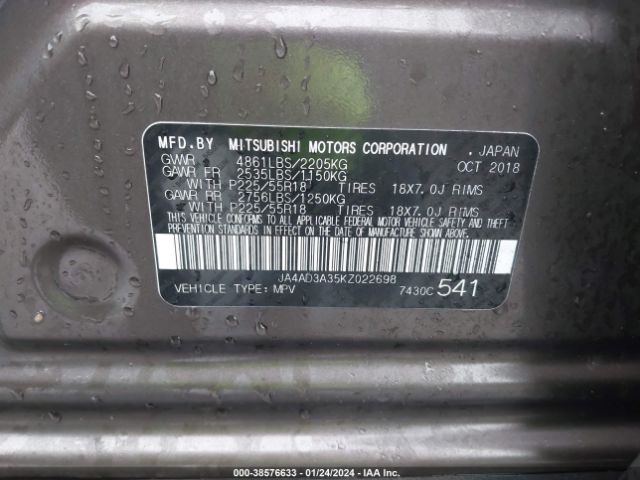 MFD.BY MITSUBISHI MOTORS CORPORATION . JAPAN
GVWR 4861LBS/2205KG OCT 2018
GAWR FR 2535LBS/1150KG
WITH P225/55R18 TIRES 18X7.0J RIMS
GAWR RR 2756LBS/1250KG
WITH P225/55R18 TIRES 18X7.0J RIMS
THIS VEHICLE CONFORMS TO ALL APPLICABLE FEDERAL MOTOR VEHICLE SAFETY AND THEFT
PREVENTION STANDARDS IN EFFECT ON THE DATE OF MANUFACTURE SHOWN ABOVE.
JA4AD3A35KZ022698
VEHICLE TYPE: MPV 7430C 541
000-38576633 - 01/24/2024 - IAA Inc.